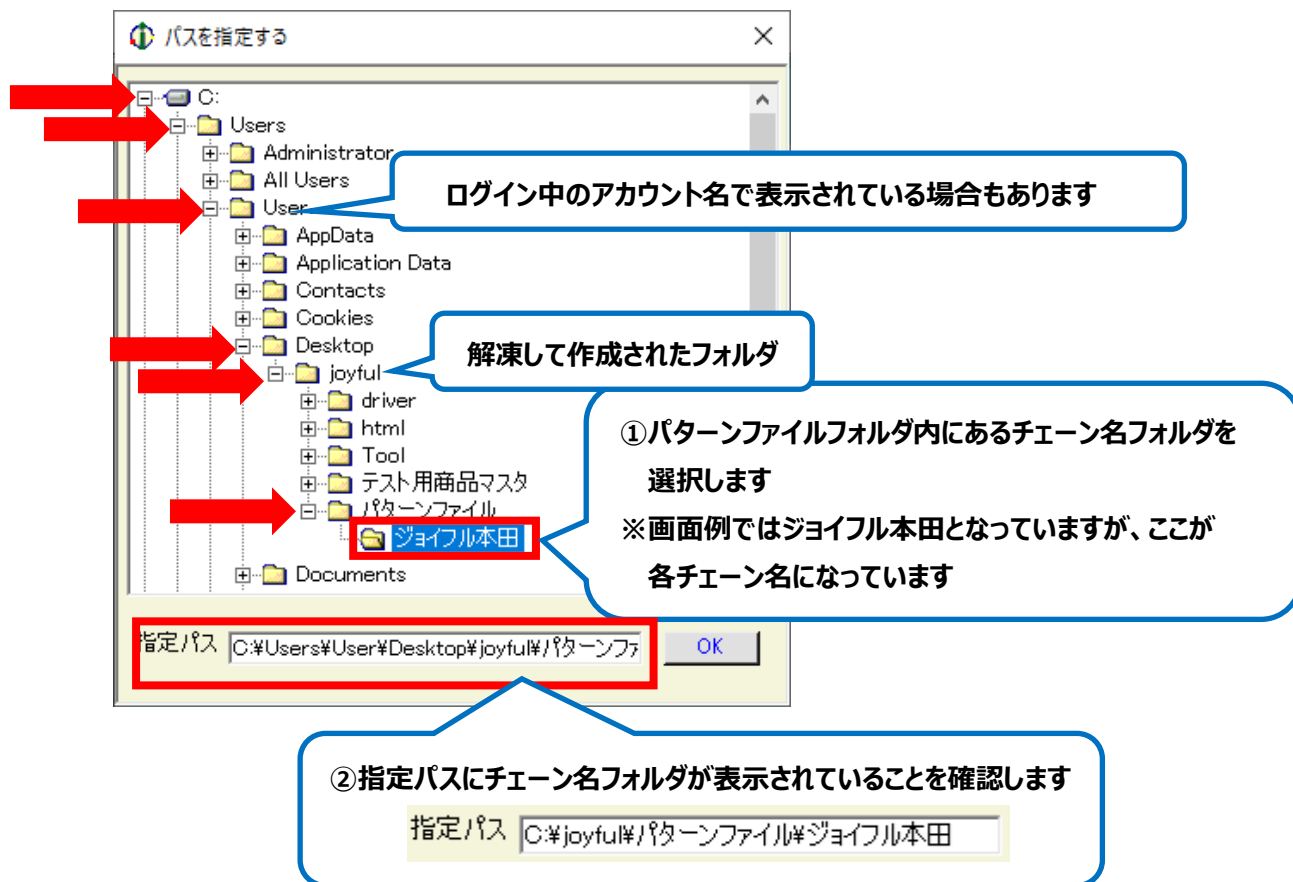 パスを指定する
C:
Users
Administrator
All Users
ログイン中のアカウント名で表示されている場合もあります
User
AppData
Application Data
Contacts
Cookies
Desktop
解凍して作成されたフォルダ
joyful
driver
html
Tool
テスト用商品マスタ
パターンファイル
ジョイフル本田
Documents
①パターンファイルフォルダ内にあるチェーン名フォルダを
選択します
※画面例ではジョイフル本田となっていますが、ここが
各チェーン名になっています
指定パス C:¥Users¥User¥Desktop¥joyful¥パターンファ
OK
②指定パスにチェーン名フォルダが表示されていることを確認します
指定パス C:¥joyful¥パターンファイル¥ジョイフル本田